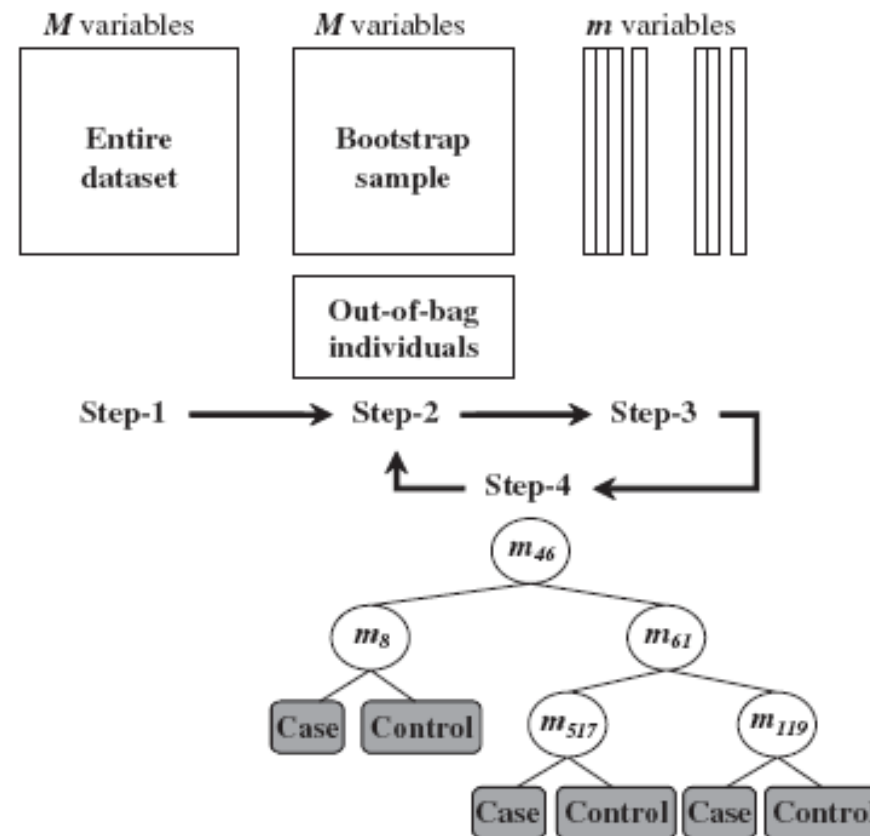 M variables
M variables
m variables
Entire
dataset
Bootstrap
sample
Out-of-bag
individuals
Step-1
Step-2
Step-3
Step-4
m46
m8
m61
Case
Control
m517
m119
Case
Control
Case
Control